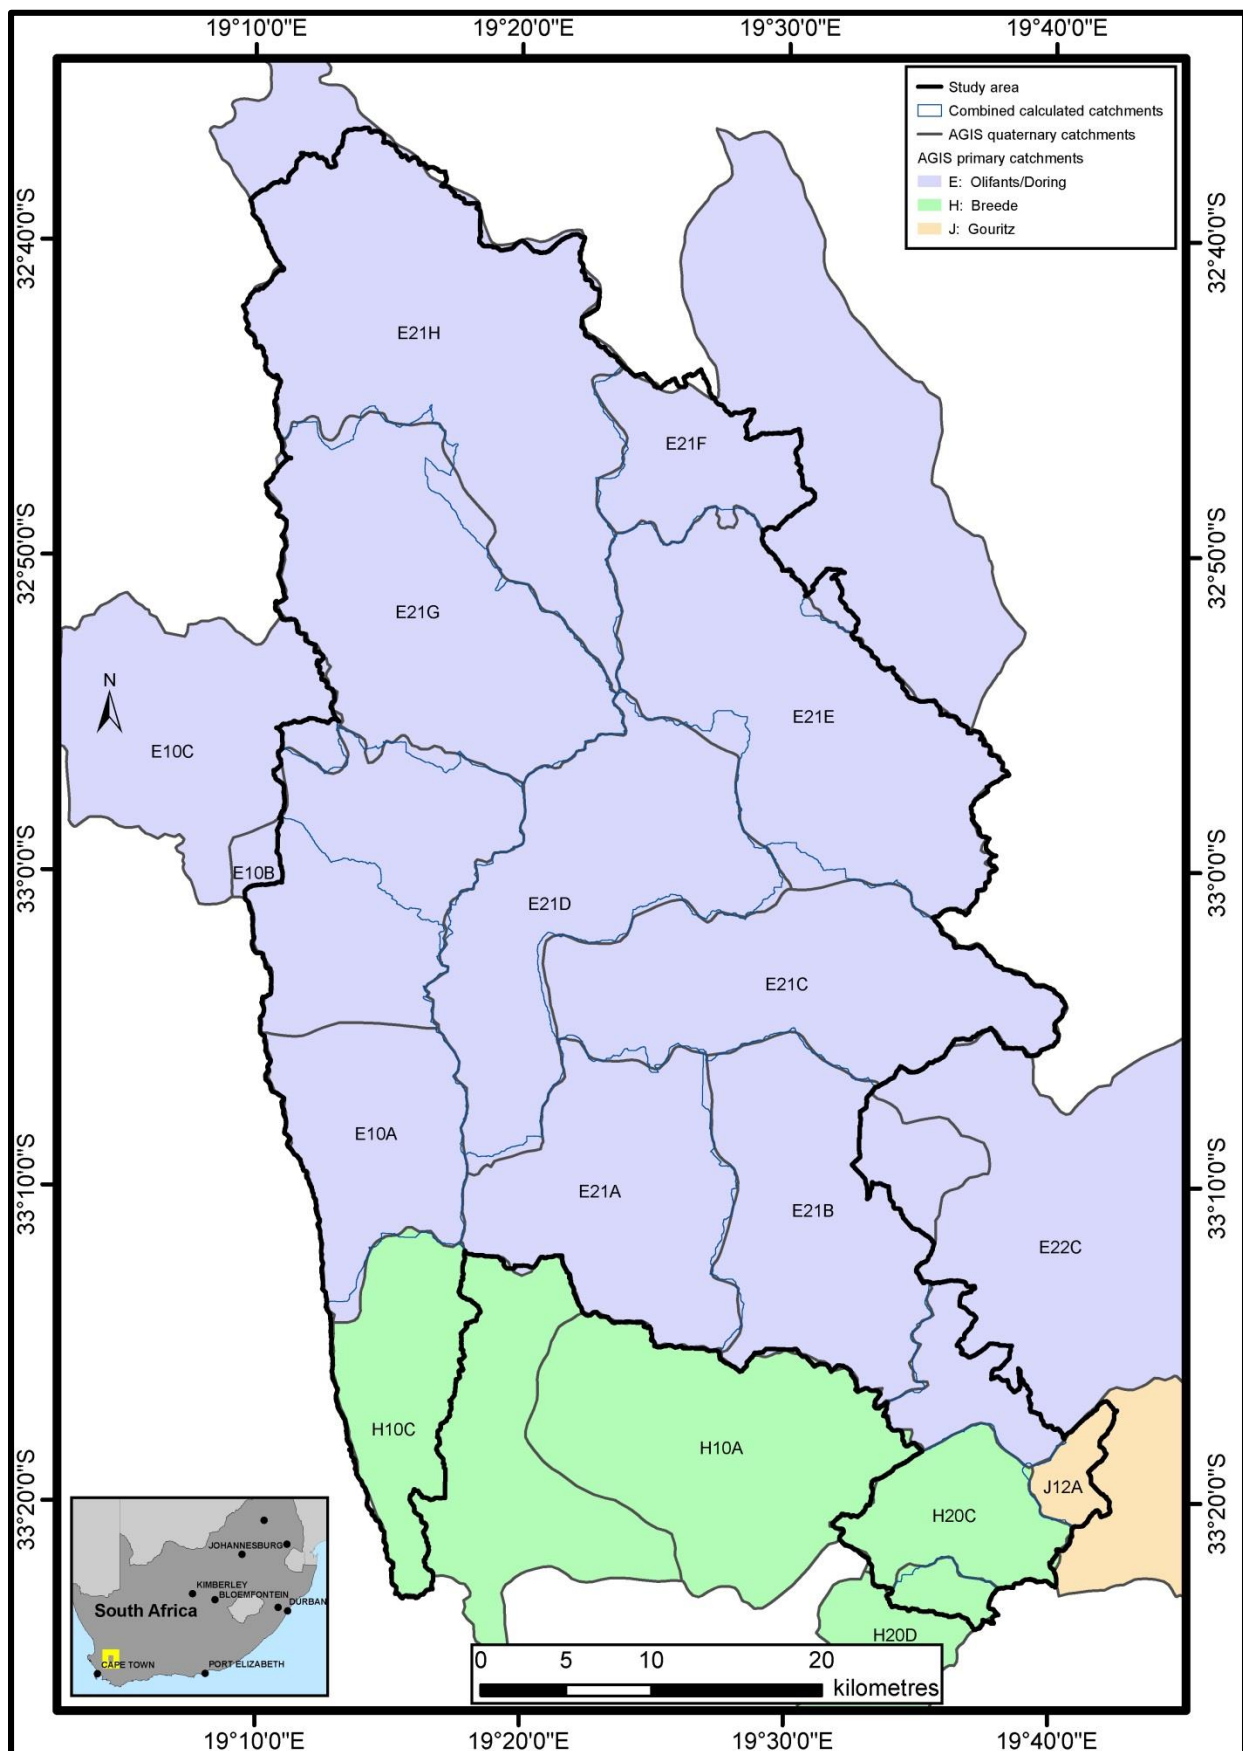 19°10'0"E 19°20'0"E 19°30'0"E 19°40'0"E
Study area
Combined calculated catchments
AGIS quaternary catchments
AGIS primary catchments
E: Olifants/Doring
H: Breede
J: Gouritz
32°40'0"S
32°40'0"S
E21H
E21F
32°50'0"S
32°50'0"S
E21G
N
E21E
E10C
33°0'0"S
E10B
33°0'0"S
E21D
E21C
E10A
33°10'0"S
E21A
E21B
33°10'0"S
E22C
H10C
H10A
J12A
33°20'0"S
H20C
33°20'0"S
H20D
JOHANNESBURG
KIMBERLEY
BLOEMFONTEIN
South Africa
DURBAN
CAPE TOWN
PORT ELIZABETH
0 5 10 20
kilometres
19°10'0"E 19°20'0"E 19°30'0"E 19°40'0"E